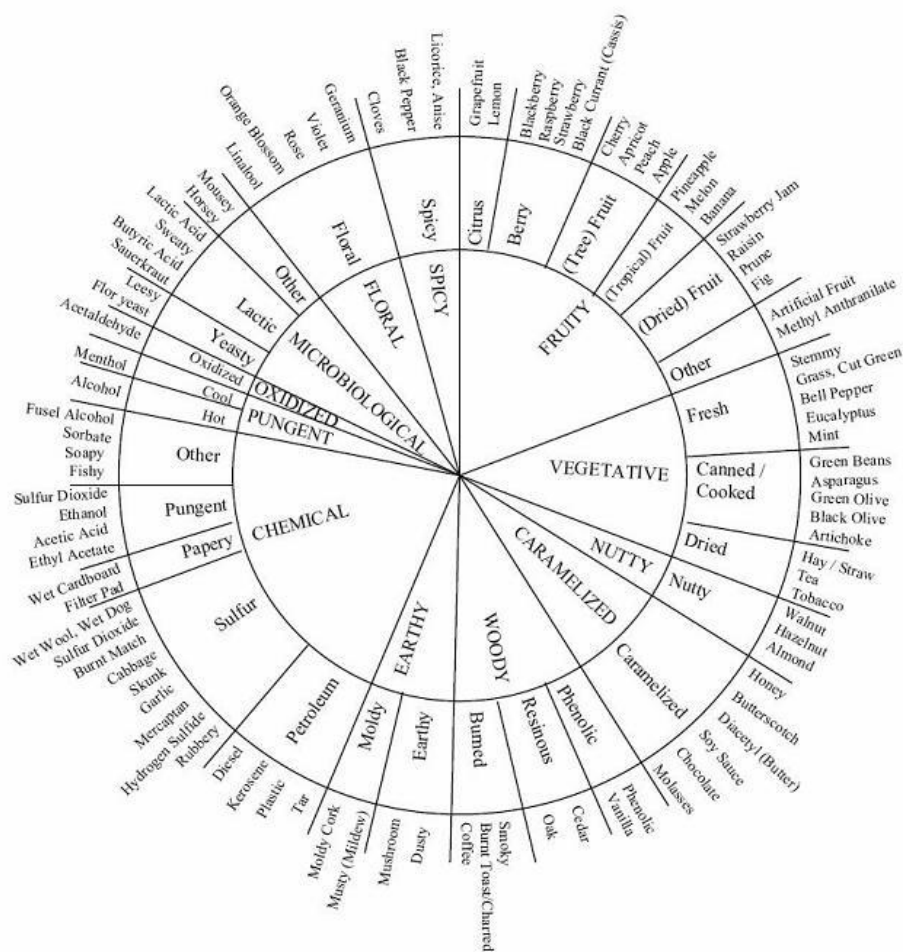 Licorice, Anise
Black Pepper
Cloves
Geranium
Violet
Rose
Orange Blossom
Linalool
Mousey
Horsey
Lactic Acid
Sweaty
Butyric Acid
Sauerkraut
Leesy
Flor yeast
Acetaldehyde
Menthol
Alcohol
Fusel Alcohol
Sorbate
Soapy
Fishy
Sulfur Dioxide
Ethanol
Acetic Acid
Ethyl Acetate
Wet Cardboard
Filter Pad
Wet Wool, Wet Dog
Sulfur Dioxide
Burnt Match
Cabbage
Skunk
Garlic
Mercaptan
Hydrogen Sulfide
Rubbery
Diesel
Kerosene
Plastic
Tar
Moldy Cork
Musty (Mildew)
Mushroom
Dusty
Coffee
Burnt Toast/Charred
Smoky
Oak
Cedar
Vanilla
Phenolic
Molasses
Chocolate
Soy Sauce
Diacetyl (Butter)
Butterscotch
Honey
Almond
Hazelnut
Walnut
Tobacco
Tea
Hay / Straw
Artichoke
Black Olive
Green Olive
Asparagus
Green Beans
Mint
Eucalyptus
Bell Pepper
Grass, Cut Green
Stemmy
Methyl Anthranilate
Artificial Fruit
Fig
Prune
Raisin
Strawberry Jam
Banana
Melon
Pineapple
Apple
Peach
Apricot
Cherry
Black Currant (Cassis)
Strawberry
Raspberry
Blackberry
Lemon
Grapefruit
Spicy
Floral
Other
Lactic
Yeasty
Oxidized
Cool
Hot
Other
Pungent
Papery
Sulfur
Petroleum
Moldy
Earthy
Burned
Resinous
Phenolic
Caramelized
Nutty
Dried
Canned /
Cooked
Fresh
Other
(Dried) Fruit
(Tropical) Fruit
(Tree) Fruit
Berry
Citrus
SPICY
FLORAL
MICROBIOLOGICAL
OXIDIZED
PUNGENT
CHEMICAL
EARTHY
WOODY
CARAMELIZED
NUTTY
VEGETATIVE
FRUITY